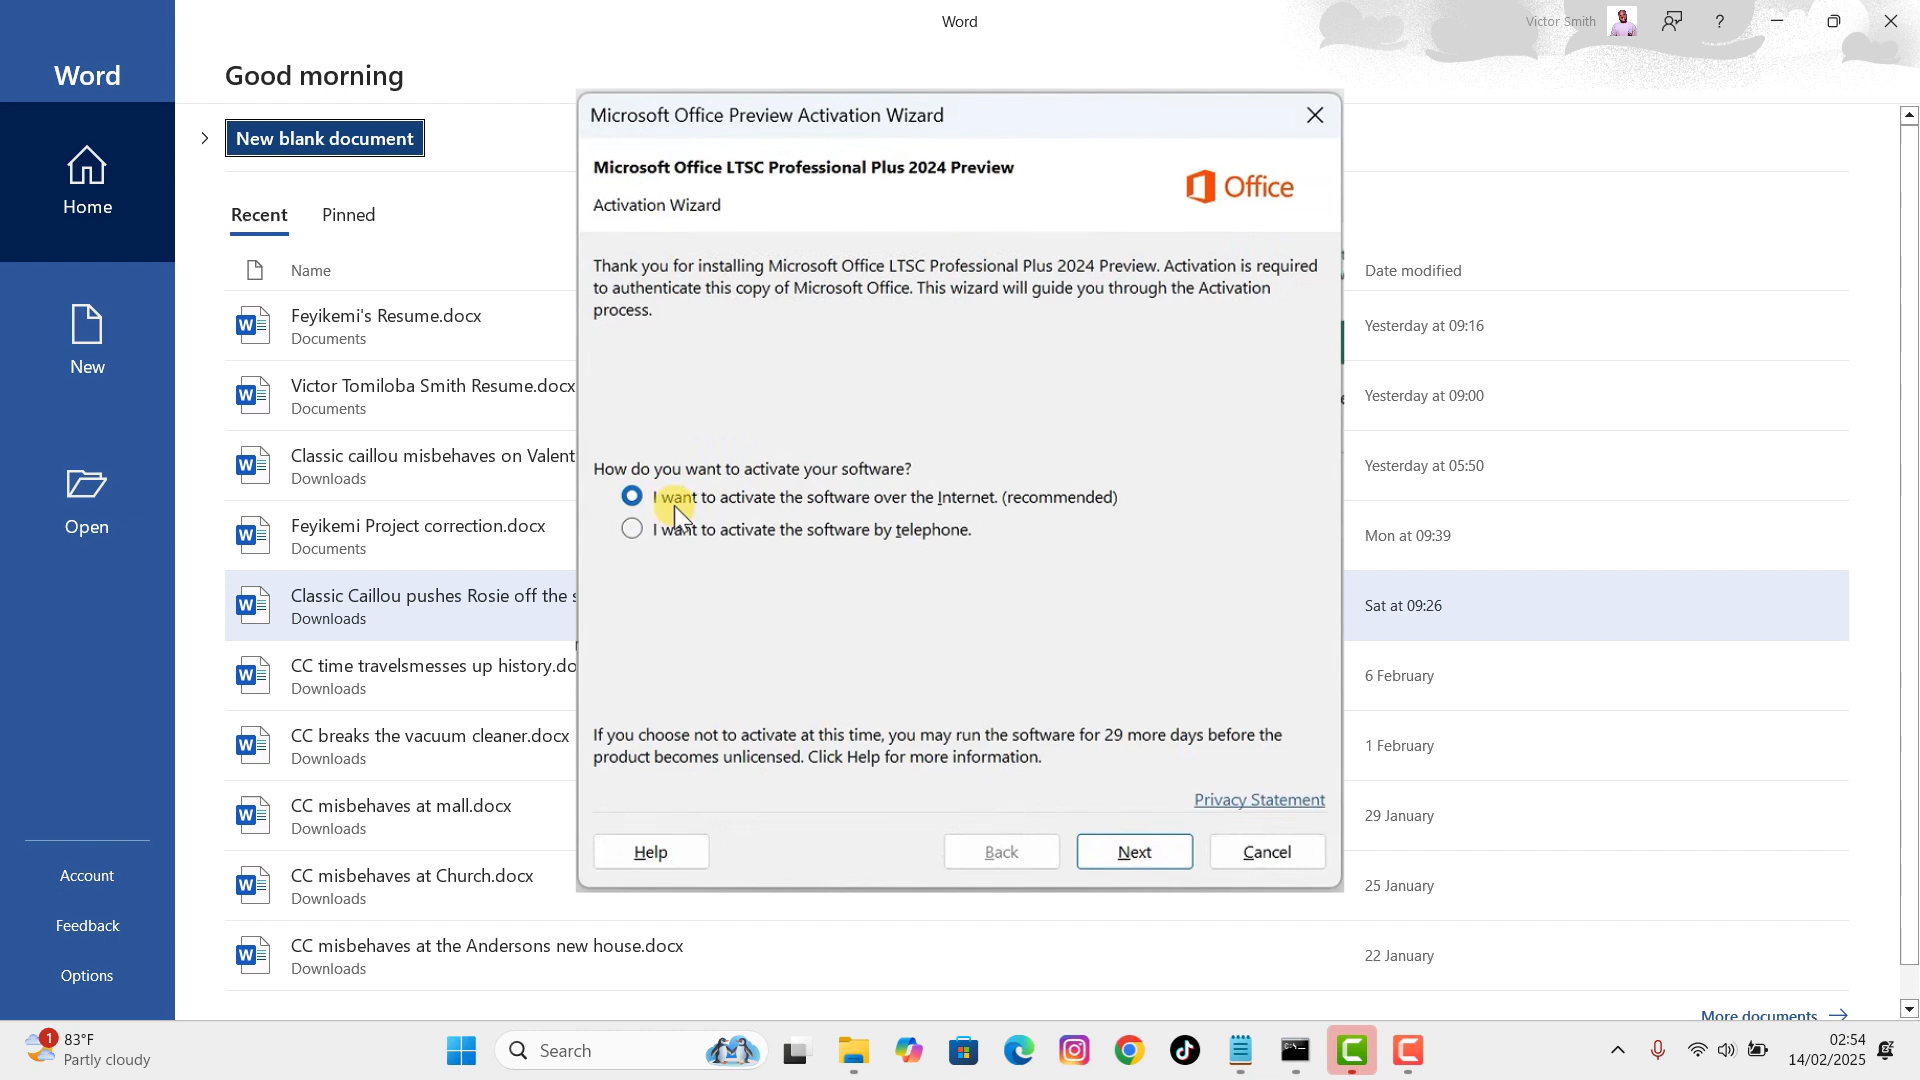 Word
Victor Smith
?
Word
Good morning
New blank document
Home
New
Open
Account
Feedback
Options
Recent
Pinned
Name
Date modified
Feyikemi's Resume.docx
Documents
Yesterday at 09:16
Victor Tomiloba Smith Resume.docx
Documents
Yesterday at 09:00
Classic caillou misbehaves on Valent
Downloads
Yesterday at 05:50
Feyikemi Project correction.docx
Documents
Mon at 09:39
Classic Caillou pushes Rosie off the s
Downloads
Sat at 09:26
CC time travelsmesses up history.do
Downloads
6 February
CC breaks the vacuum cleaner.docx
Downloads
1 February
CC misbehaves at mall.docx
Downloads
29 January
CC misbehaves at Church.docx
Downloads
25 January
CC misbehaves at the Andersons new house.docx
Downloads
22 January
More documents
Microsoft Office Preview Activation Wizard
Microsoft Office LTSC Professional Plus 2024 Preview
Activation Wizard
Office
Thank you for installing Microsoft Office LTSC Professional Plus 2024 Preview. Activation is required
to authenticate this copy of Microsoft Office. This wizard will guide you through the Activation
process.
How do you want to activate your software?
I want to activate the software over the Internet. (recommended)
I want to activate the software by telephone.
If you choose not to activate at this time, you may run the software for 29 more days before the
product becomes unlicensed. Click Help for more information.
Privacy Statement
Help
Back
Next
Cancel
1
83°F
Partly cloudy
Search
02:54
14/02/2025